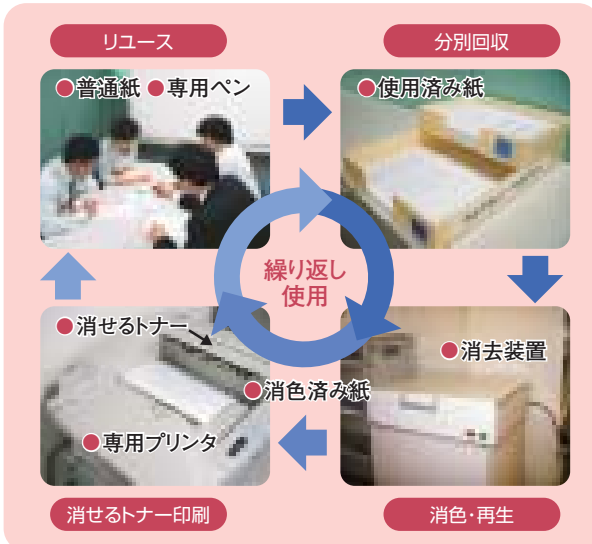 リユース
分別回収
●普通紙 ●専用ペン
●使用済み紙
繰り返し
使用
●消せるトナー
●消去装置
●消色済み紙
●専用プリンタ
消せるトナー印刷
消色・再生